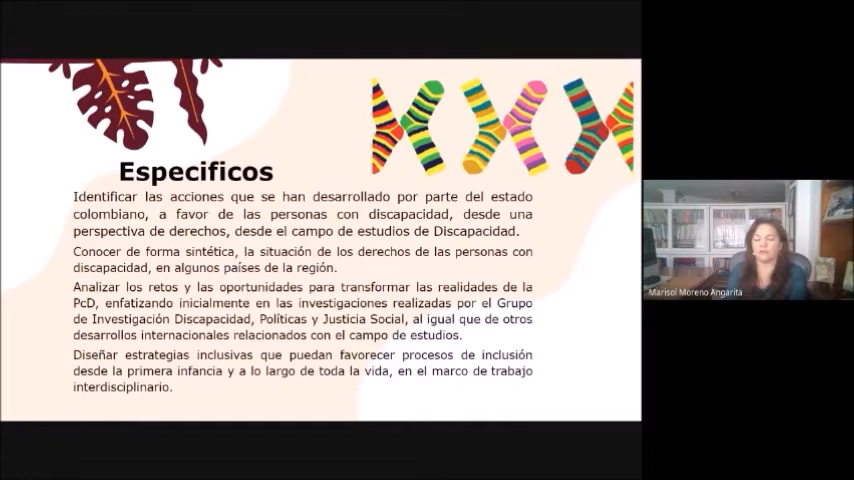 Especificos
Identificar las acciones que se han desarrollado por parte del estado
colombiano, a favor de las personas con discapacidad, desde una
perspectiva de derechos, desde el campo de estudios de Discapacidad.
Conocer de forma sintética, la situación de los derechos de las personas con
discapacidad, en algunos países de la región.
Analizar los retos y las oportunidades para transformar las realidades de la
PcD, enfatizando inicialmente en las investigaciones realizadas por el Grupo
de Investigación Discapacidad, Políticas y Justicia Social, al igual que de otros
desarrollos internacionales relacionados con el campo de estudios.
Diseñar estrategias inclusivas que puedan favorecer procesos de inclusión
desde la primera infancia y a lo largo de toda la vida, en el marco de trabajo
interdisciplinario.
Marisol Moreno Angarita